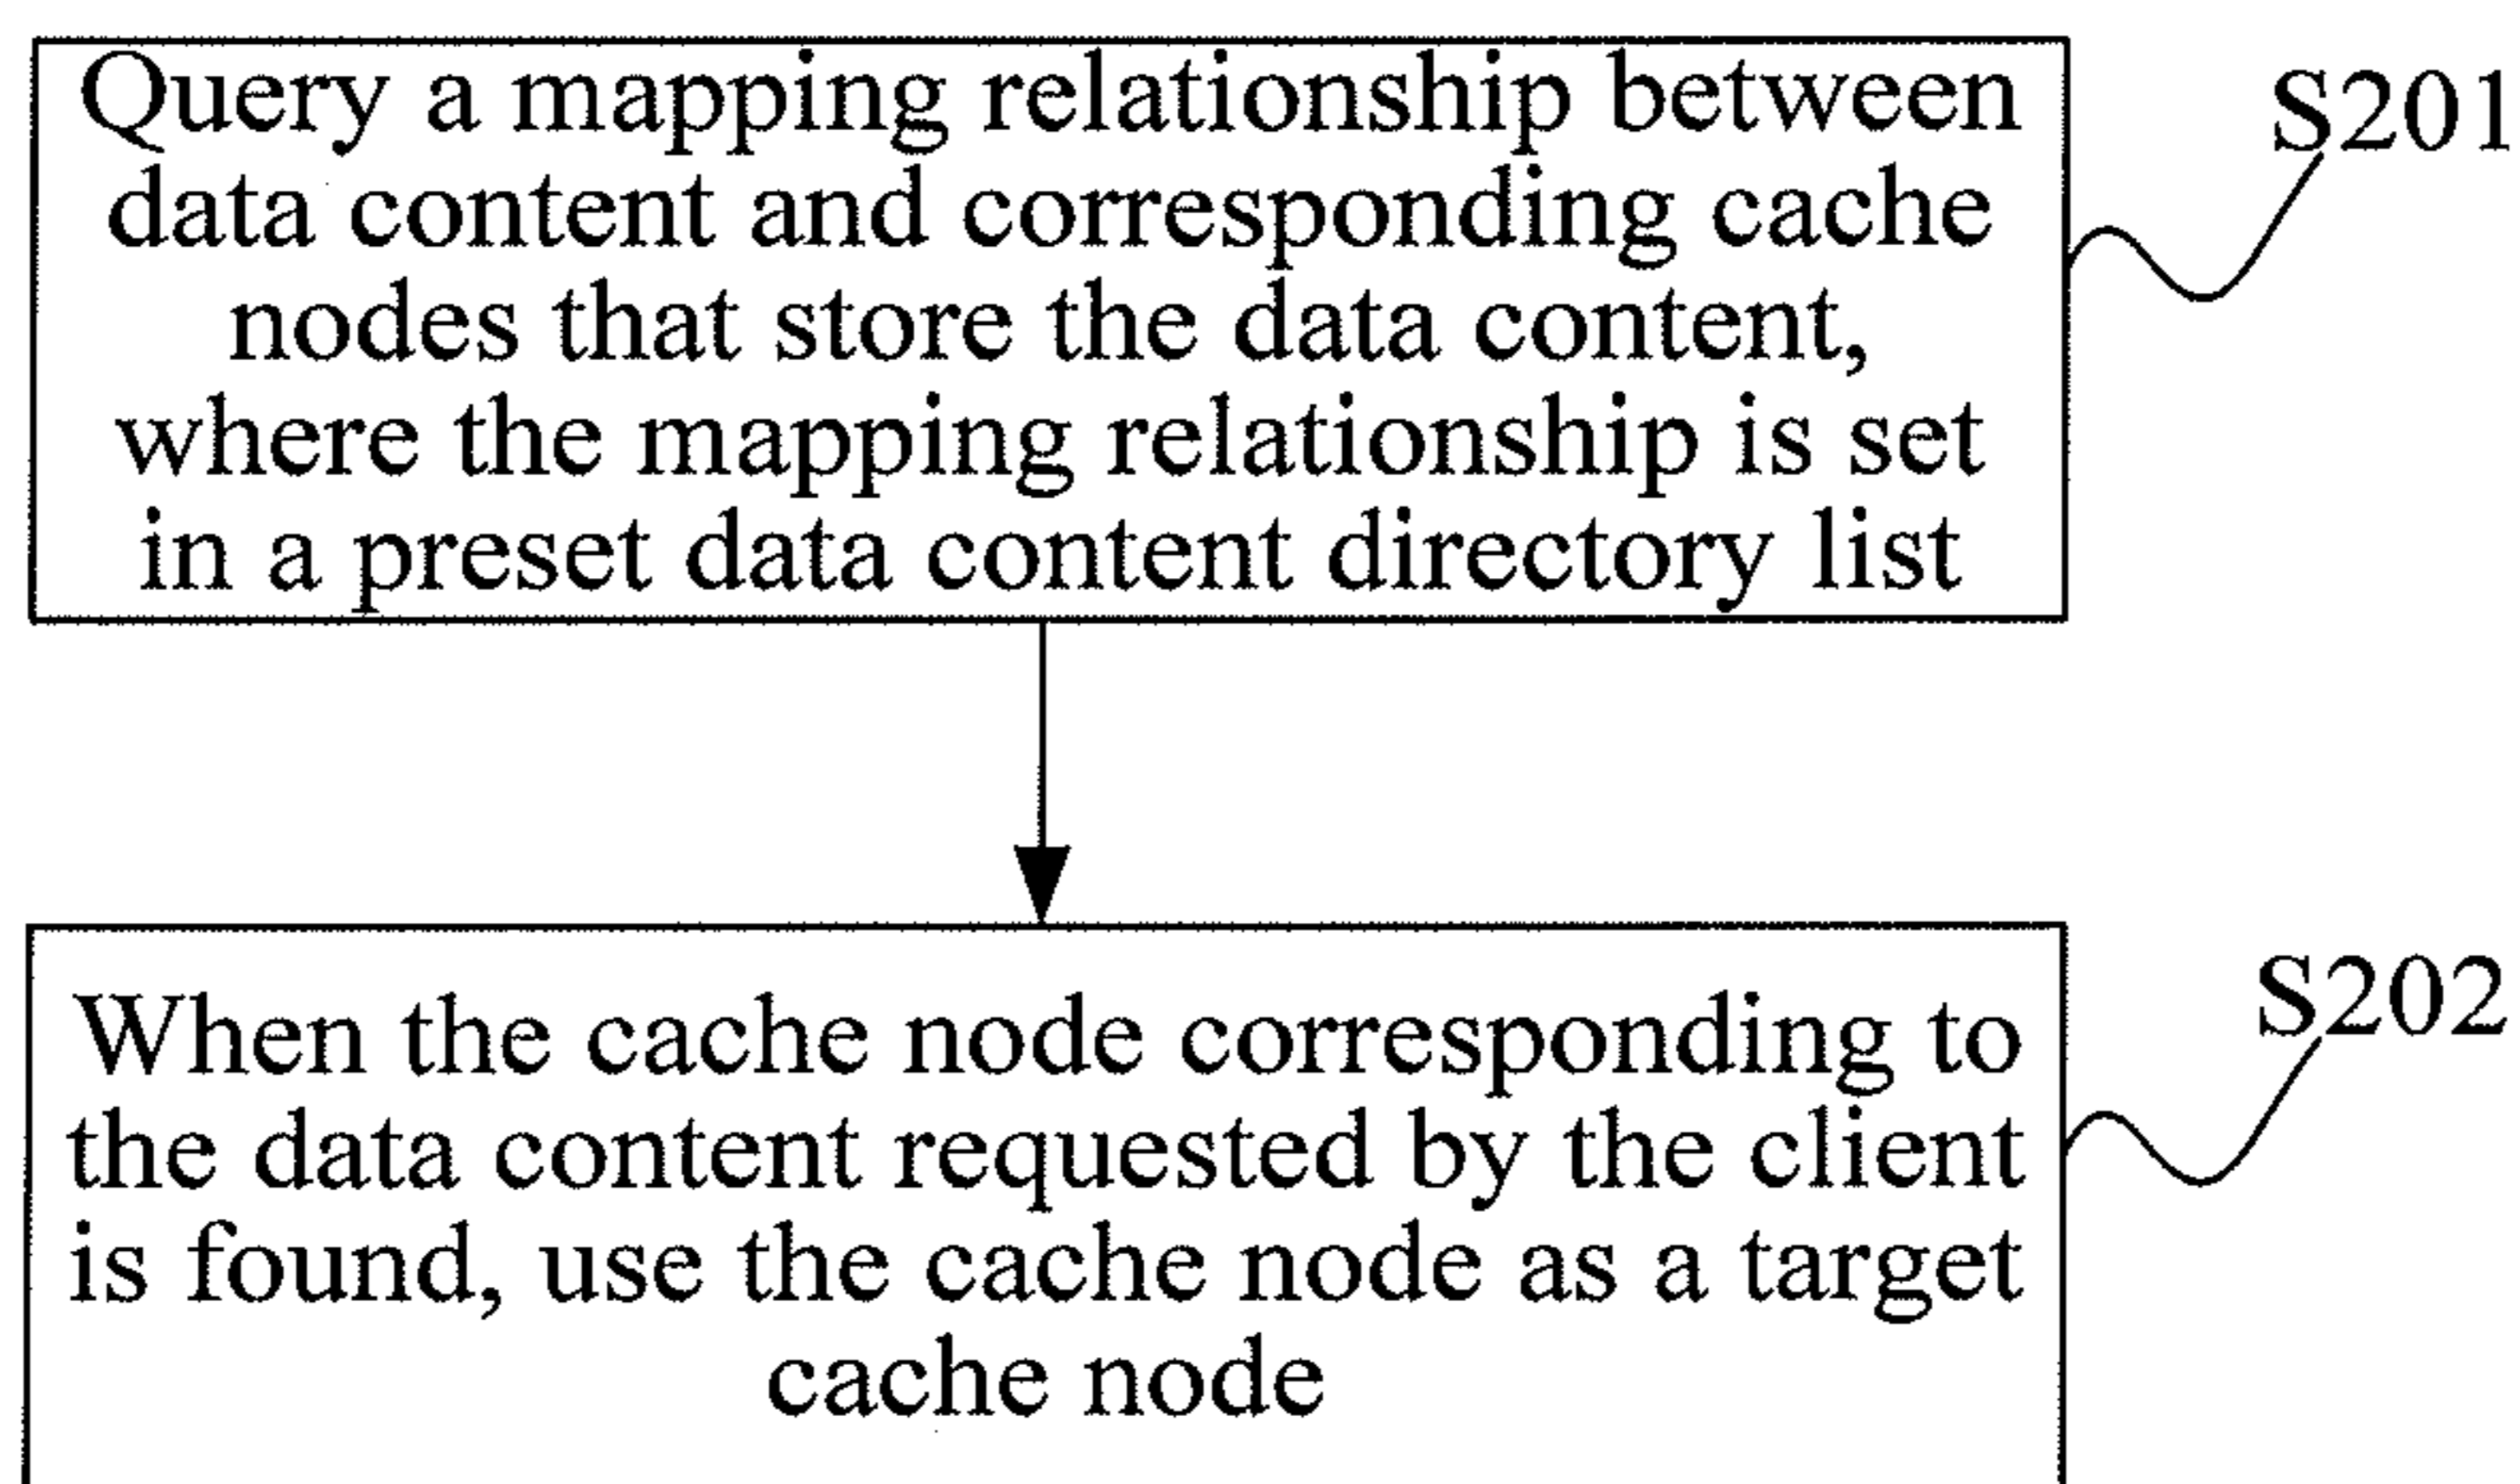 Query a mapping relationship between
data content and corresponding cache
nodes that store the data content,
where the mapping relationship is set
in a preset data content directory list
S201
When the cache node corresponding to
the data content requested by the client
is found, use the cache node as a target
cache node
S202